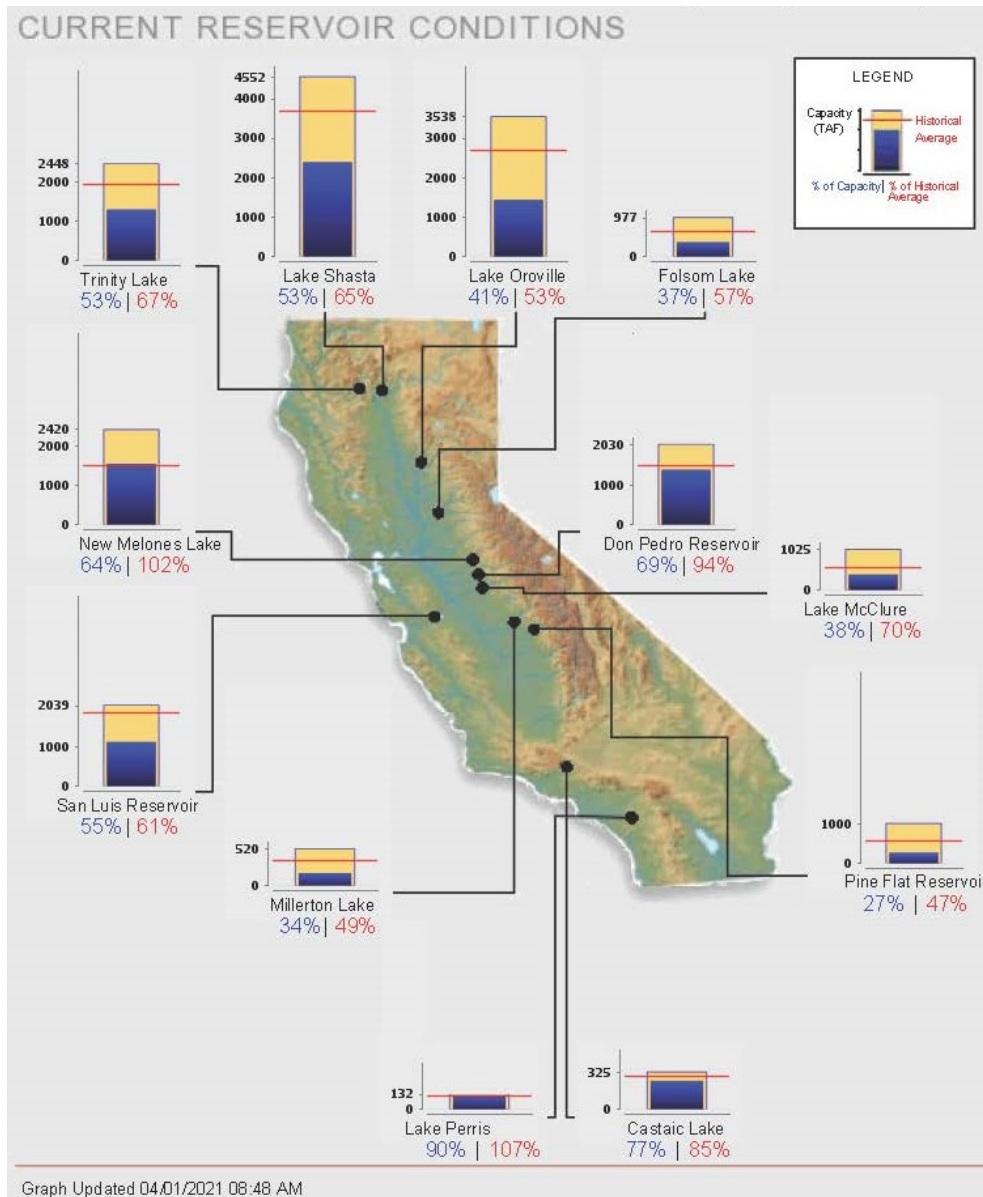 CURRENT RESERVOIR CONDITIONS
LEGEND
Capacity
(TAF)
Historical
Average
% of Capacity| % of Historical
Average
2448
2000
1000
0
Trinity Lake
53% | 67%
4552
4000
3000
2000
1000
0
Lake Shasta
53% | 65%
3538
3000
2000
1000
0
Lake Oroville
41% | 53%
977
0
Folsom Lake
37% | 57%
2420
2000
1000
0
New Melones Lake
64% | 102%
2030
1000
0
Don Pedro Reservoir
69% | 94%
1025
0
Lake McClure
38% | 70%
2039
1000
0
San Luis Reservoir
55% | 61%
520
0
Millerton Lake
34% | 49%
1000
0
Pine Flat Reservoi
27% | 47%
132
0
Lake Perris
90% | 107%
325
0
Castaic Lake
77% | 85%
Graph Updated 04/01/2021 08:48 AM